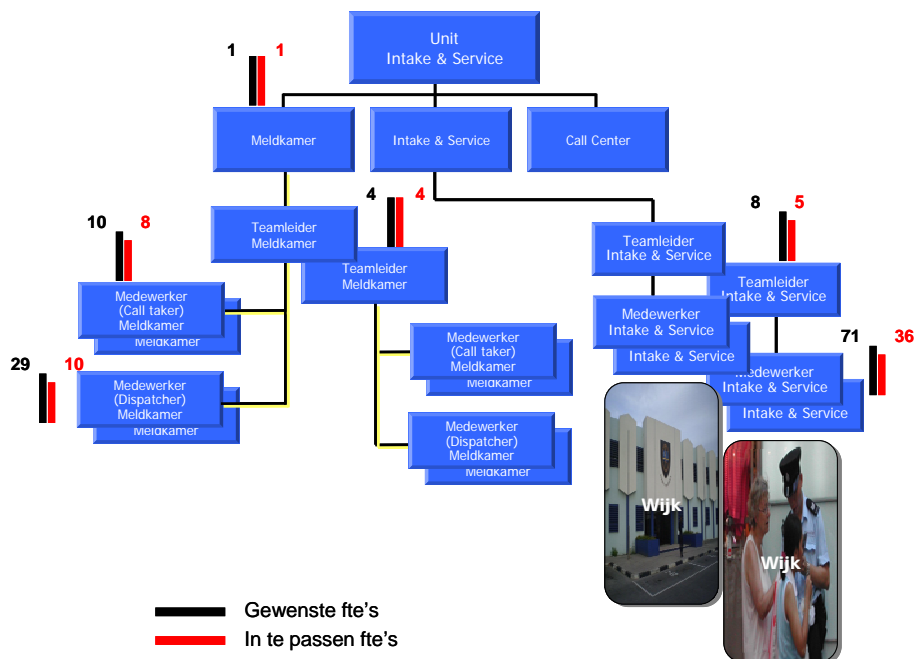 Unit
Intake & Service
1 1
Meldkamer
Intake & Service
Call Center
4 4
8 5
10 8
Teamleider
Meldkamer
Teamleider
Meldkamer
Teamleider
Intake & Service
Teamleider
Intake & Service
Medewerker
(Call taker)
Meldkamer
Meldkamer
Medewerker
Intake & Service
Intake & Service
71 36
29 10
Medewerker
(Dispatcher)
Meldkamer
Meldkamer
Medewerker
(Call taker)
Meldkamer
Meldkamer
Medewerker
Intake & Service
Intake & Service
Medewerker
(Dispatcher)
Meldkamer
Meldkamer
Wijk
Wijk
Gewenste fte's
In te passen fte's